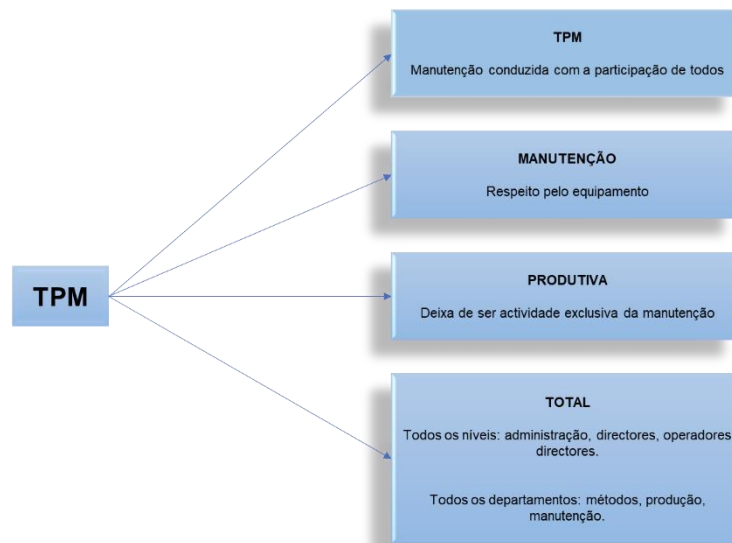 TPM
TPM
Manutenção conduzida com a participação de todos
MANUTENÇÃO
Respeito pelo equipamento
PRODUTIVA
Deixa de ser actividade exclusiva da manutenção
TOTAL
Todos os níveis: administração, directores, operadores
directores.
Todos os departamentos: métodos, produção,
manutenção.